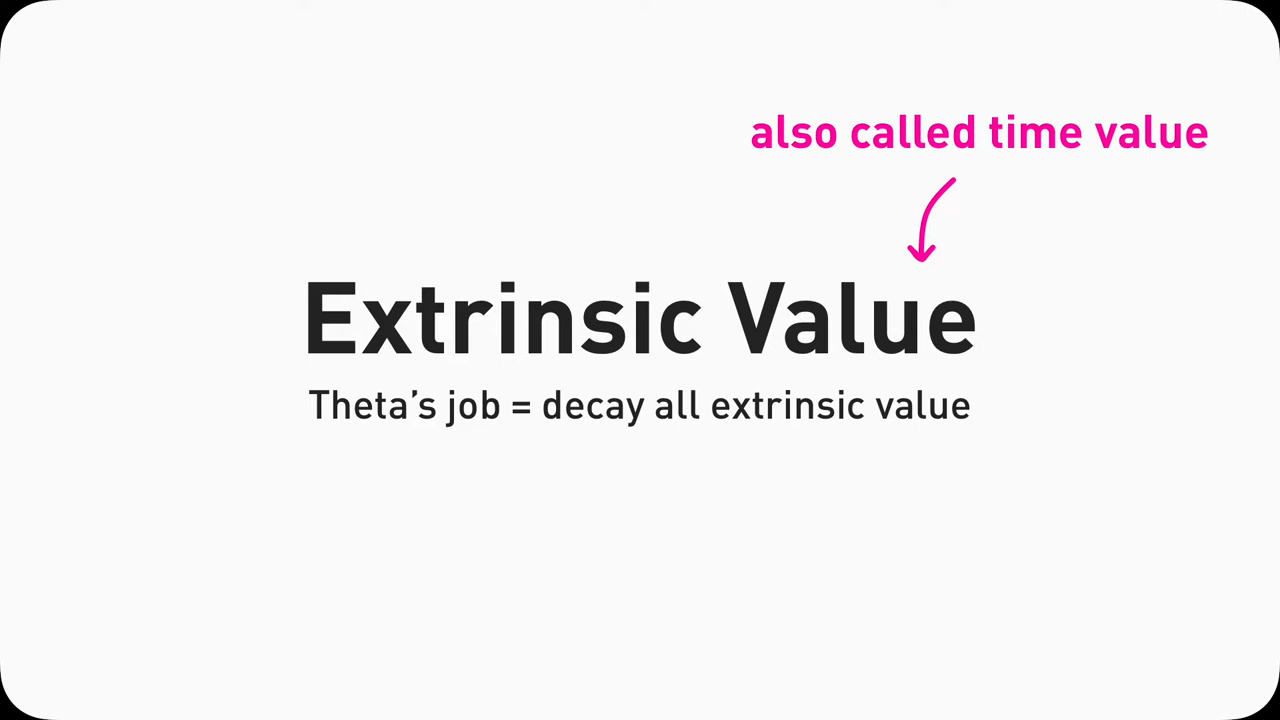 also called time value
Extrinsic Value
Theta’s job = decay all extrinsic value